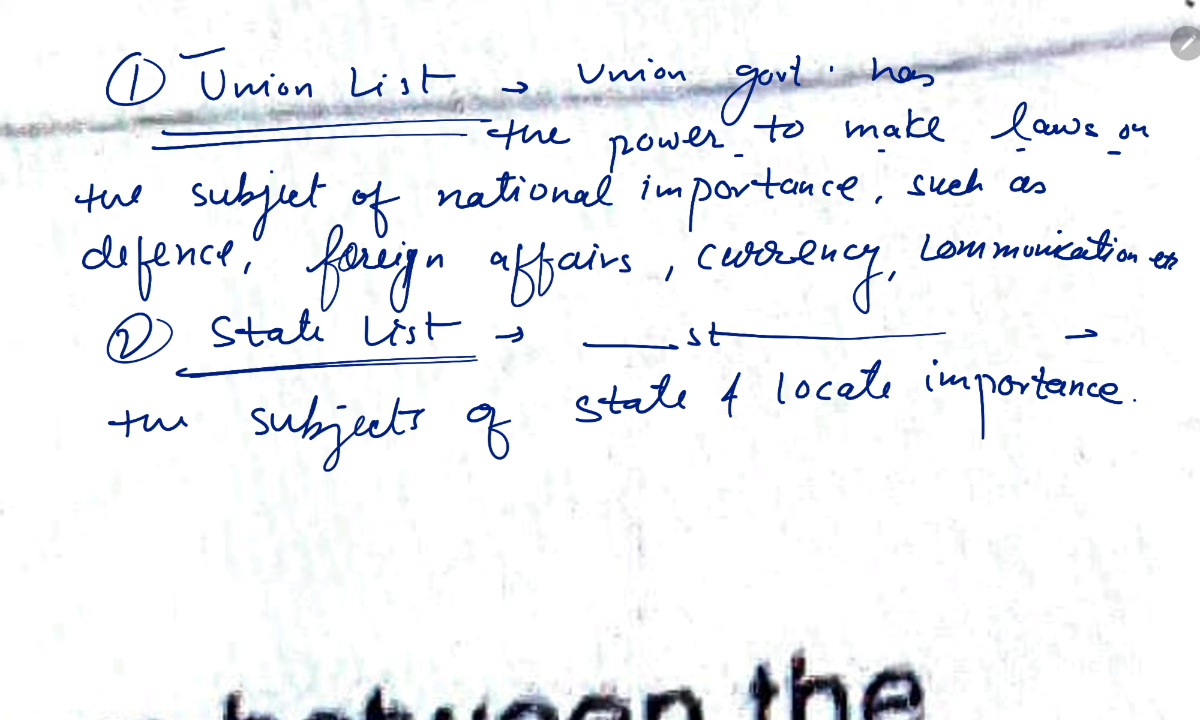 ① Union List → Union govt. has
the power to make laws on
the subject of national importance, such as
defence, foreign affairs, currency, Communication etc
② State List → st →
the subjects of state & locale importance.
between the